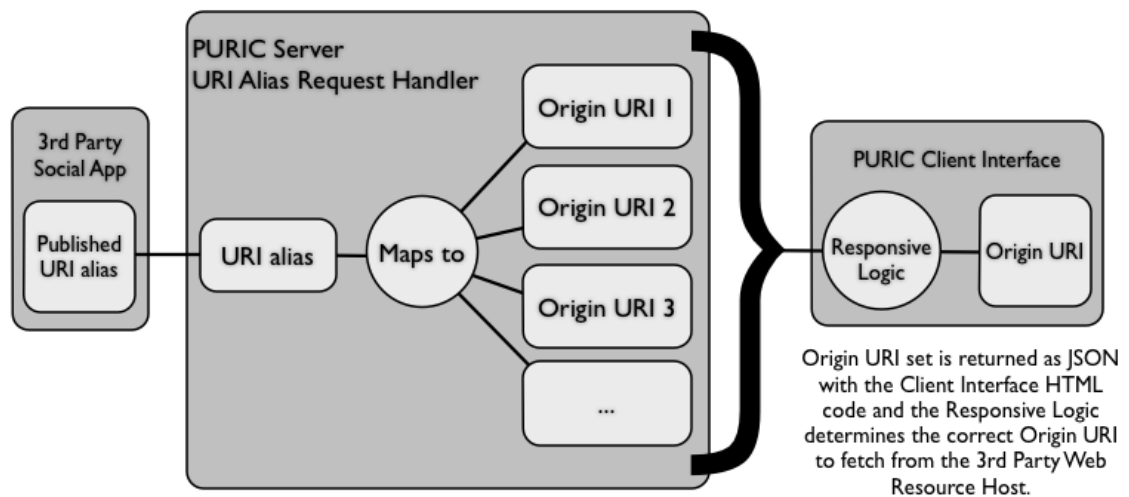 PURIC Server
URI Alias Request Handler
3rd Party
Social App
Published
URI alias
URI alias
Maps to
Origin URI 1
Origin URI 2
Origin URI 3
...
PURIC Client Interface
Responsive
Logic
Origin URI
Origin URI set is returned as JSON
with the Client Interface HTML
code and the Responsive Logic
determines the correct Origin URI
to fetch from the 3rd Party Web
Resource Host.